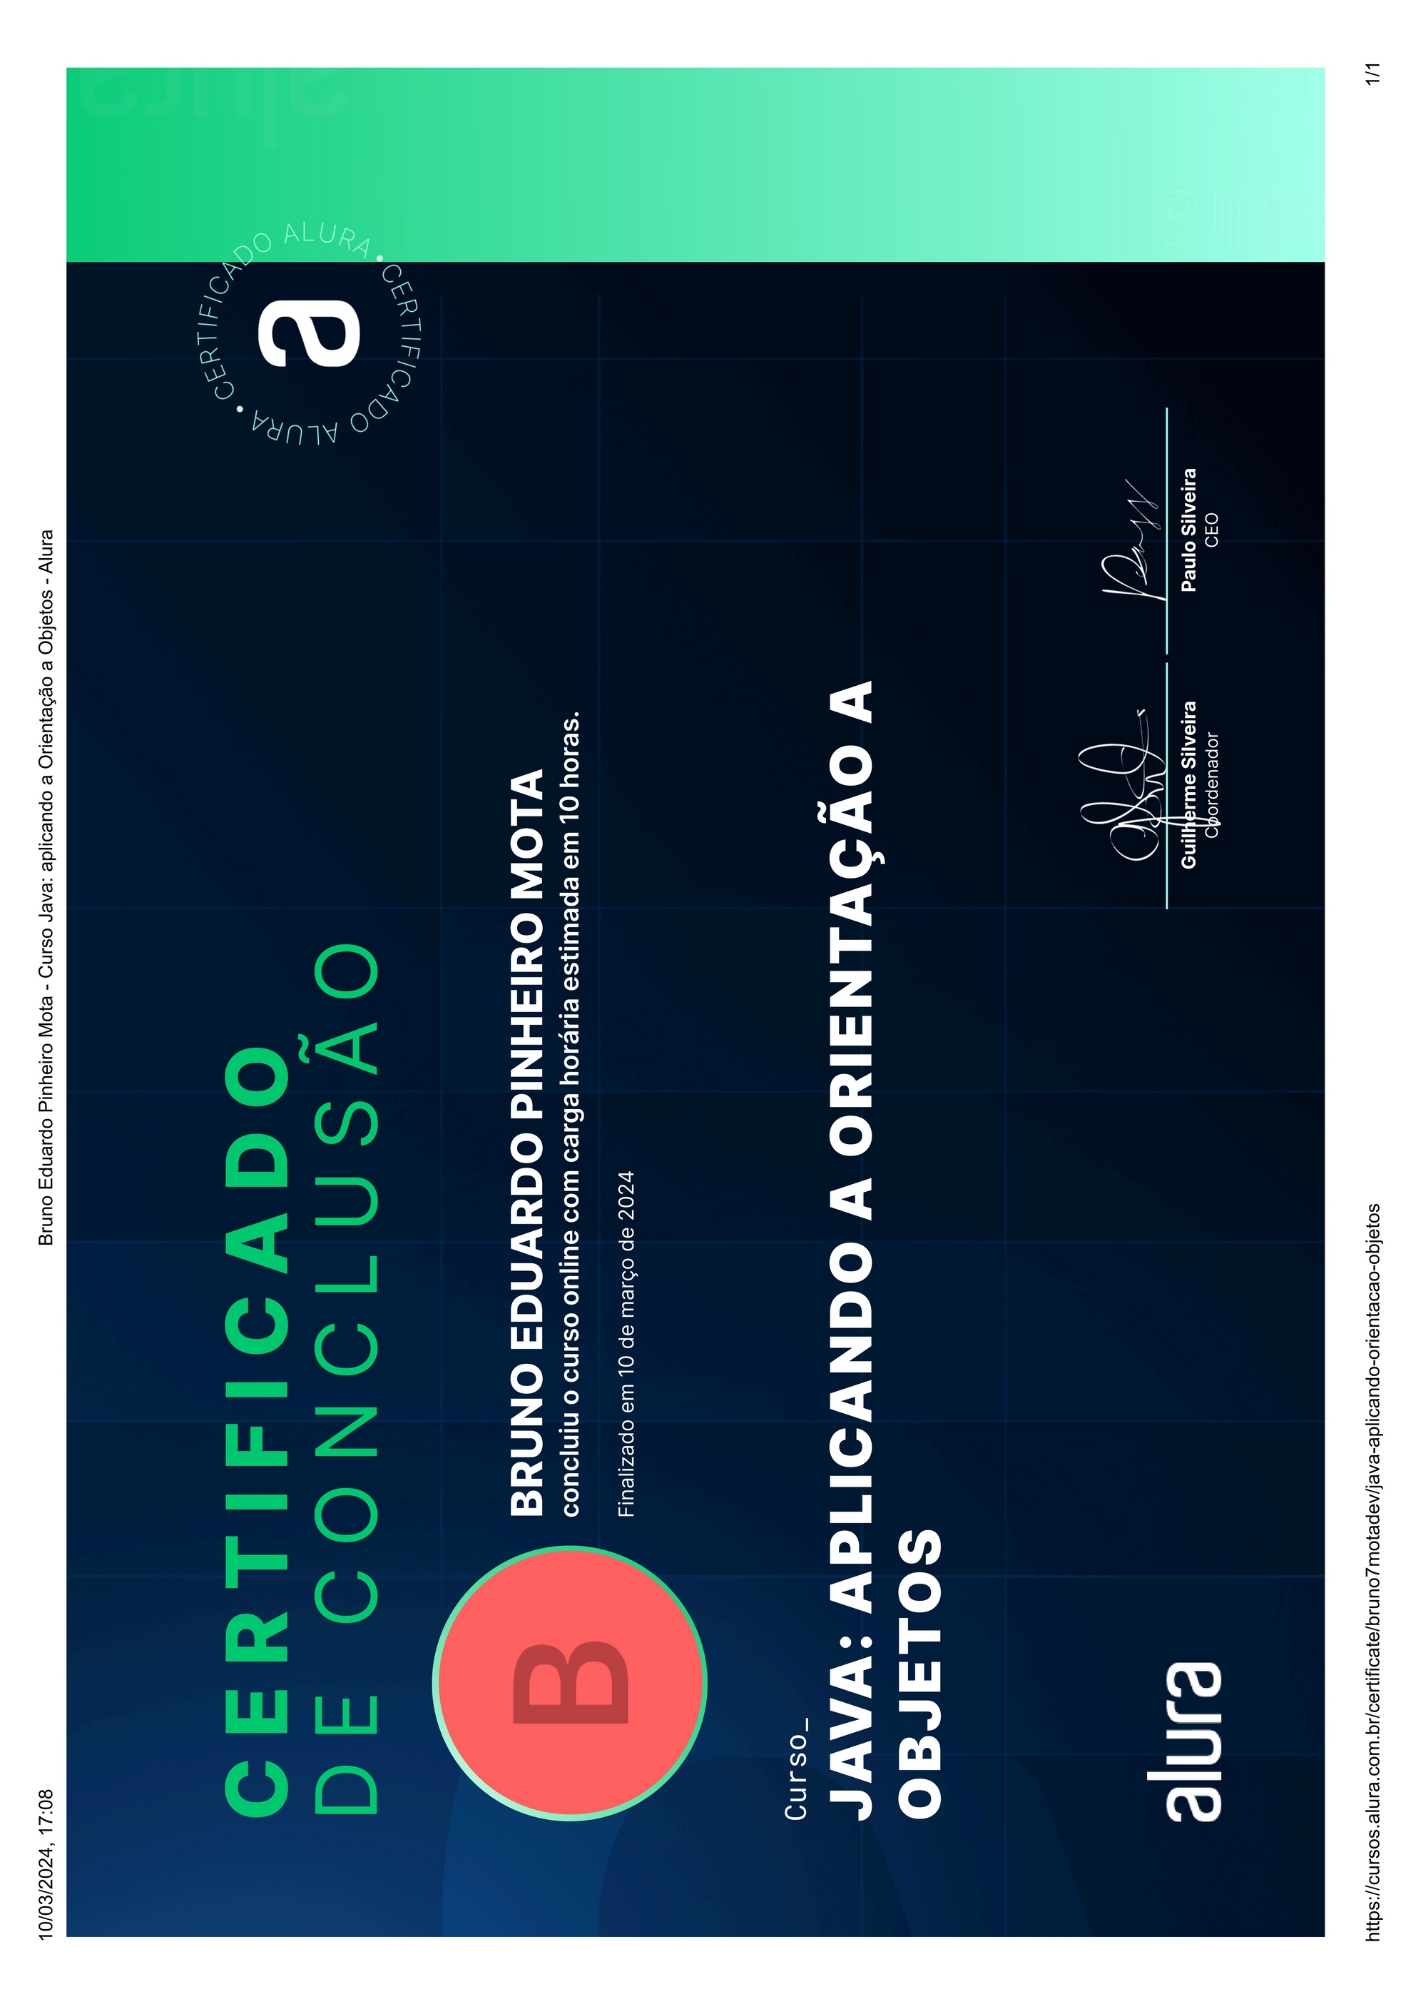 10/03/2024, 17:08
Bruno Eduardo Pinheiro Mota - Curso Java: aplicando a Orientação a Objetos - Alura
alura
CERTIFICADO
DE CONCLUSÃO
CERTIFICADO ALURA • CERTIFICADO ALURA •
a
B
BRUNO EDUARDO PINHEIRO MOTA
concluiu o curso online com carga horária estimada em 10 horas.
Finalizado em 10 de março de 2024
Curso_
JAVA: APLICANDO A ORIENTAÇÃO A
OBJETOS
alura
Guilherme Silveira
Coordenador
Paulo Silveira
CEO
alura
https://cursos.alura.com.br/certificate/bruno7motadev/java-aplicando-orientacao-objetos
1/1